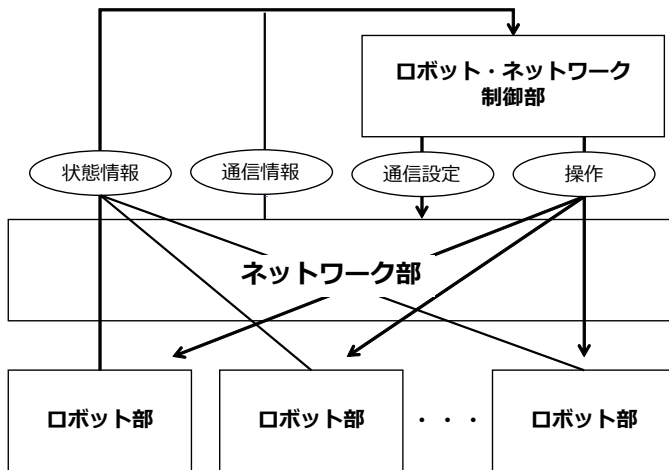 ロボット・ネットワーク
制御部
状態情報
通信情報
通信設定
操作
ネットワーク部
ロボット部
ロボット部
・・・
ロボット部